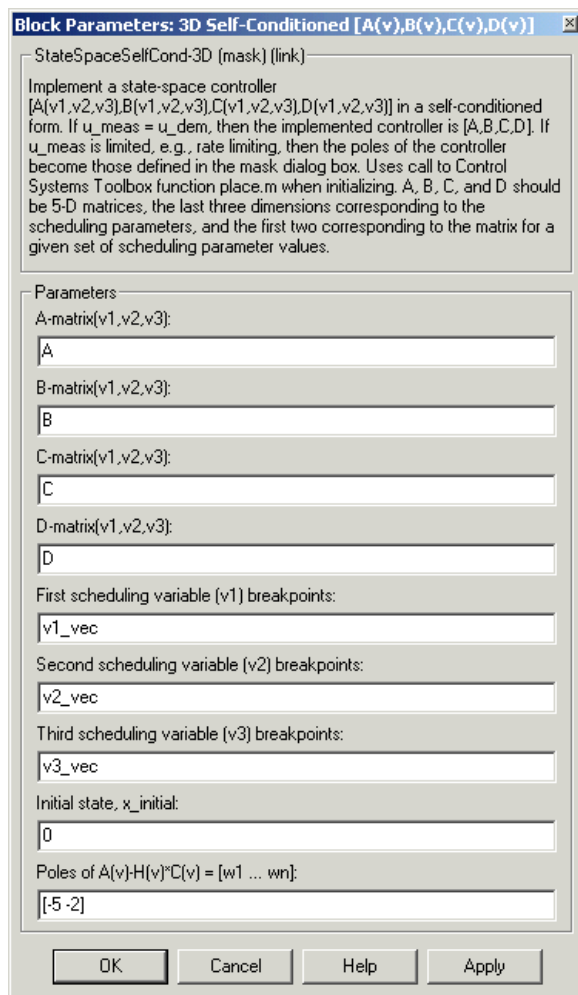 Block Parameters: 3D Self-Conditioned [A(v),B(v),C(v),D(v)]
StateSpaceSelfCond-3D (mask) (link)
Implement a state-space controller
[A(v1,v2,v3),B(v1,v2,v3),C(v1,v2,v3),D(v1,v2,v3)] in a self-conditioned
form. If u_meas = u_dem, then the implemented controller is [A,B,C,D]. If
u_meas is limited, e.g., rate limiting, then the poles of the controller
become those defined in the mask dialog box. Uses call to Control
Systems Toolbox function place.m when initializing. A, B, C, and D should
be 5-D matrices, the last three dimensions corresponding to the
scheduling parameters, and the first two corresponding to the matrix for a
given set of scheduling parameter values.
Parameters
A-matrix(v1,v2,v3):
A
B-matrix(v1,v2,v3):
B
C-matrix(v1,v2,v3):
C
D-matrix(v1,v2,v3):
D
First scheduling variable (v1) breakpoints:
v1_vec
Second scheduling variable (v2) breakpoints:
v2_vec
Third scheduling variable (v3) breakpoints:
v3_vec
Initial state, x_initial:
0
Poles of A(v)-H(v)*C(v) = [w1 ... wn]:
[-5 -2]
OK Cancel Help Apply